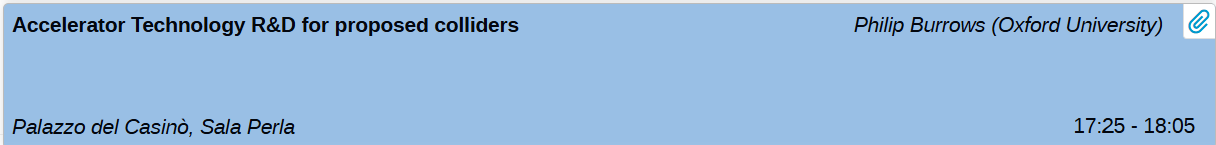 Accelerator Technology R&D for proposed colliders Philip Burrows (Oxford University)
Palazzo del Casinò, Sala Perla 17:25 - 18:05